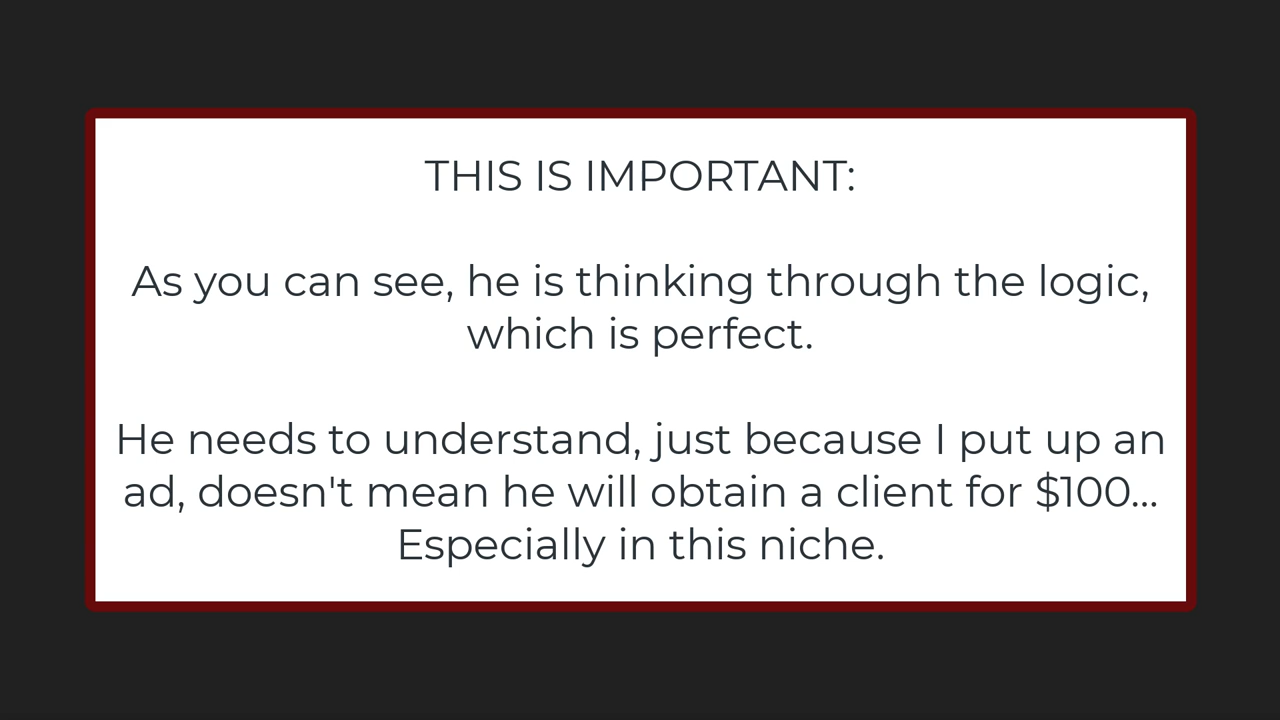 THIS IS IMPORTANT:
As you can see, he is thinking through the logic,
which is perfect.
He needs to understand, just because I put up an
ad, doesn't mean he will obtain a client for $100...
Especially in this niche.